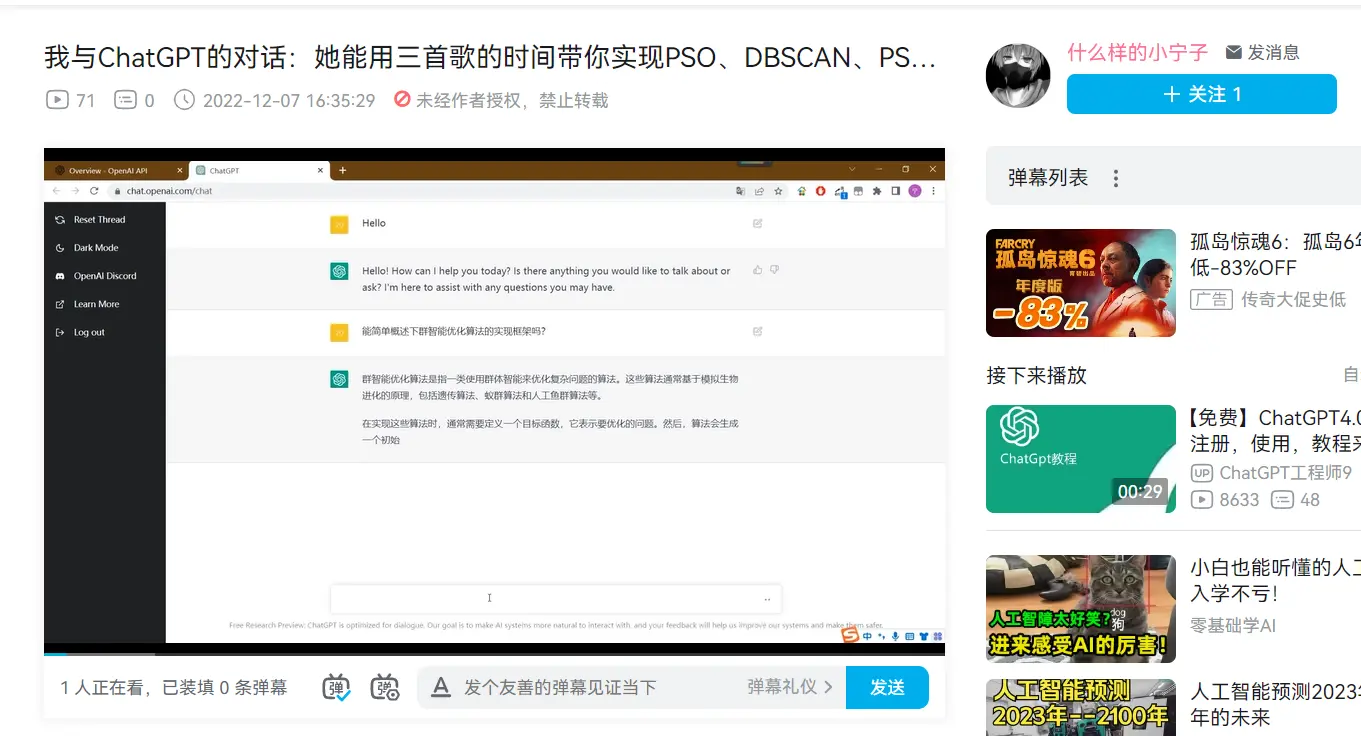 我与ChatGPT的对话：她能用三首歌的时间带你实现PSO、DBSCAN、PS...
71 0 2022-12-07 16:35:29 未经作者授权，禁止转载
什么样的小宁子 发消息
+ 关注 1
弹幕列表
Overview - OpenAI API
ChatGPT
chat.openai.com/chat
Reset Thread
Dark Mode
OpenAI Discord
Learn More
Log out
Hello
Hello! How can I help you today? Is there anything you would like to talk about or
ask? I'm here to assist with any questions you may have.
能简单概述下群智能优化算法的实现框架吗?
群智能优化算法是指一类使用群体智能来优化复杂问题的算法。这些算法通常基于模拟生物
进化的原理，包括遗传算法、蚁群算法和人工鱼群算法等。
在实现这些算法时，通常需要定义一个目标函数，它表示要优化的问题。然后，算法会生成
一个初始
Free Research Preview: ChatGPT is optimized for dialogue. Our goal is to make AI systems more natural to interact with, and your feedback will help us improve our systems and make them safer.
中
1 人正在看，已装填 0 条弹幕
弹
弹
A 发个友善的弹幕见证当下
弹幕礼仪 >
发送
FARCRY
孤岛惊魂6
年度版
-83%
孤岛惊魂6：孤岛6年
低-83%OFF
广告 传奇大促史低
接下来播放
自
ChatGpt教程
00:29
【免费】ChatGPT4.0
注册，使用，教程来
UP ChatGPT工程师9
8633 48
人工智障太好笑?
dog
狗
进来感受AI的厉害!
小白也能听懂的人工
入学不亏！
零基础学AI
人工智能预测
2023年--2100年
人工智能预测2023年
年的未来